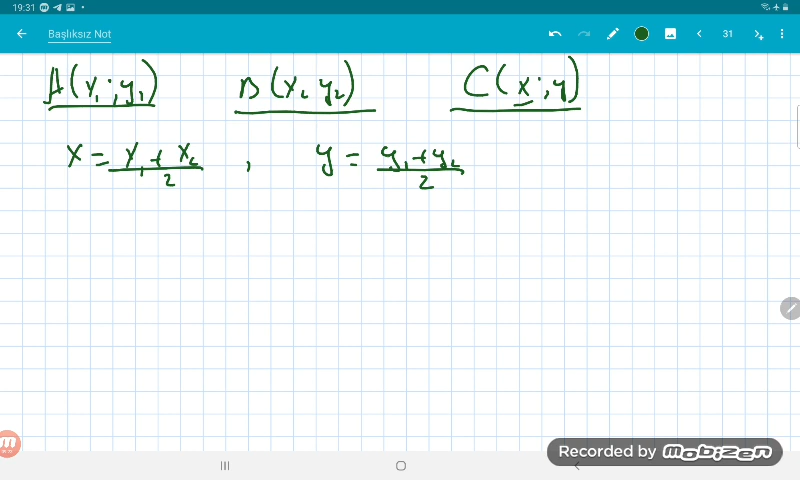 19:31
Başlıksız Not
31
A(x₁;y₁) B(x₂ y₂) C(x;y)
x = x₁ + x₂ / 2 , y = y₁ + y₂ / 2
Recorded by mobizen